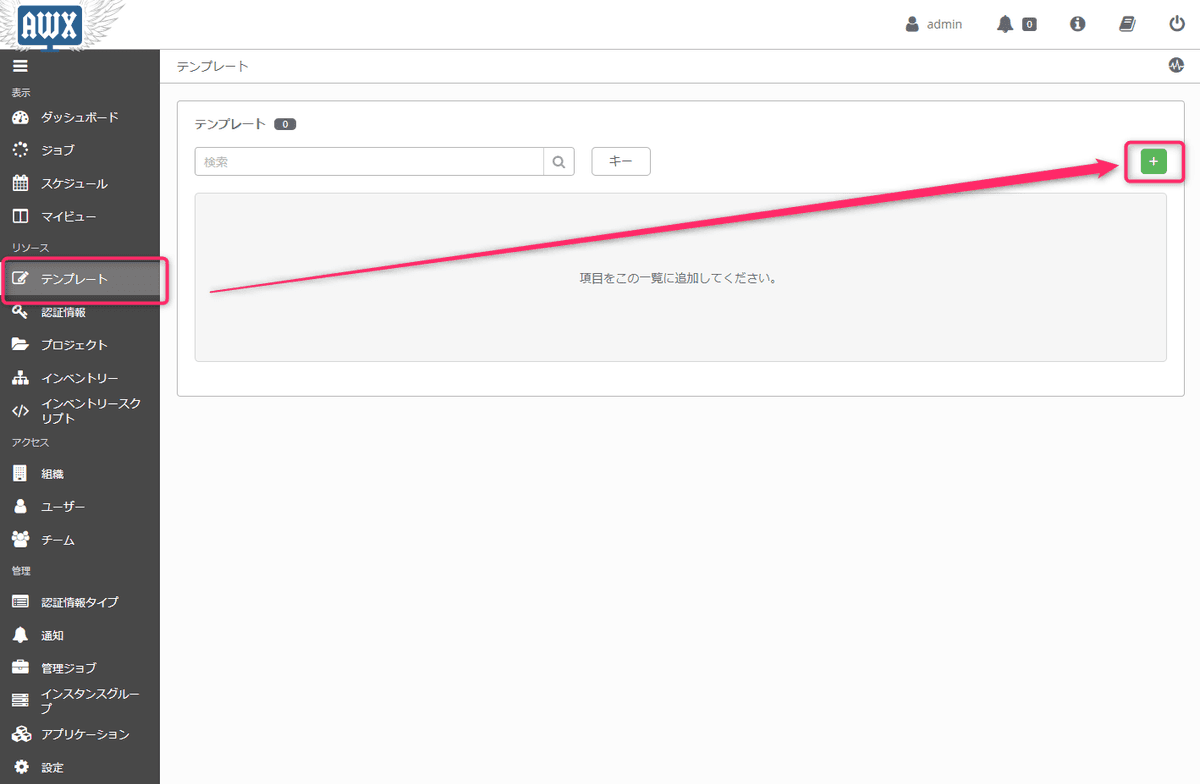 AWX
admin
0
表示
ダッシュボード
ジョブ
スケジュール
マイビュー
リソース
テンプレート
認証情報
プロジェクト
インベントリー
インベントリースク
リプト
アクセス
組織
ユーザー
チーム
管理
認証情報タイプ
通知
管理ジョブ
インスタンスグルー
プ
アプリケーション
設定
テンプレート
テンプレート 0
検索
キー
+
項目をこの一覧に追加してください。